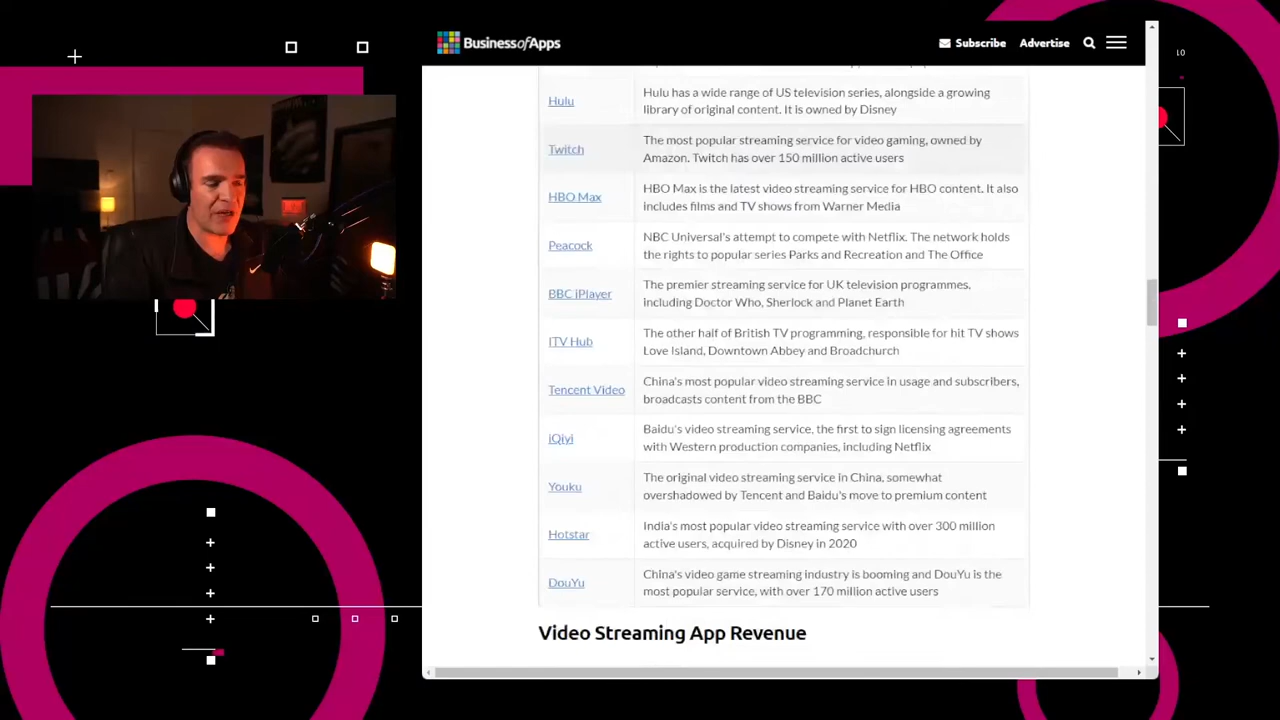 BusinessofApps
Subscribe
Advertise
10
Hulu
Hulu has a wide range of US television series, alongside a growing
library of original content. It is owned by Disney
Twitch
The most popular streaming service for video gaming, owned by
Amazon. Twitch has over 150 million active users
HBO Max
HBO Max is the latest video streaming service for HBO content. It also
includes films and TV shows from Warner Media
Peacock
NBC Universal's attempt to compete with Netflix. The network holds
the rights to popular series Parks and Recreation and The Office
BBC iPlayer
The premier streaming service for UK television programmes,
including Doctor Who, Sherlock and Planet Earth
ITV Hub
The other half of British TV programming, responsible for hit TV shows
Love Island, Downtown Abbey and Broadchurch
Tencent Video
China's most popular video streaming service in usage and subscribers,
broadcasts content from the BBC
iQiyi
Baidu's video streaming service, the first to sign licensing agreements
with Western production companies, including Netflix
Youku
The original video streaming service in China, somewhat
overshadowed by Tencent and Baidu's move to premium content
Hotstar
India's most popular video streaming service with over 300 million
active users, acquired by Disney in 2020
DouYu
China's video game streaming industry is booming and DouYu is the
most popular service, with over 170 million active users
Video Streaming App Revenue